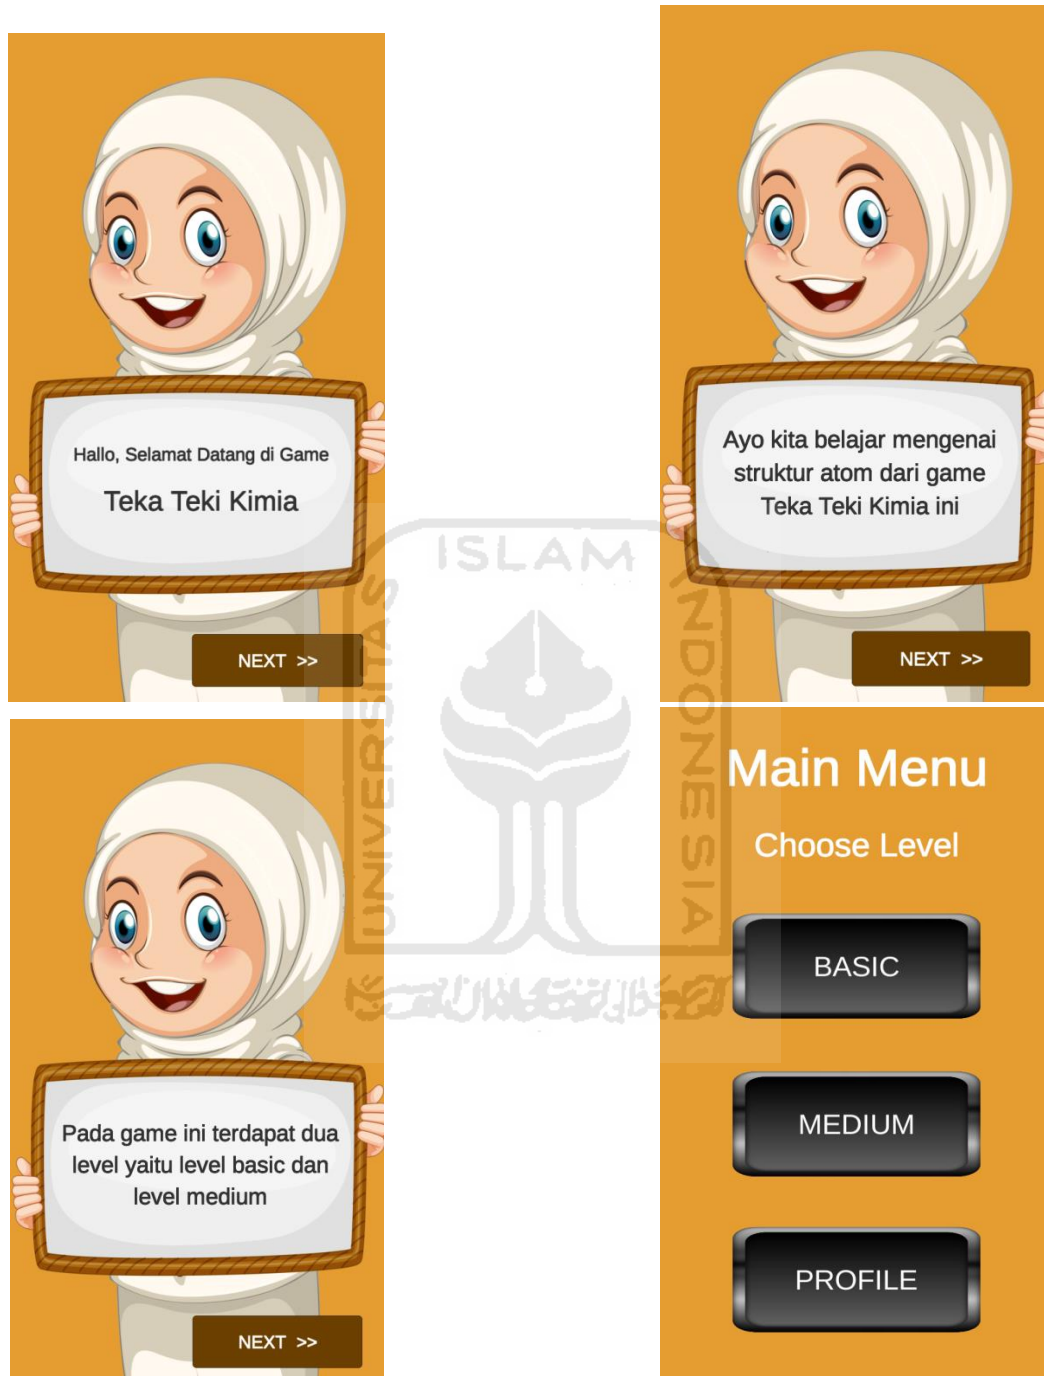 Hallo, Selamat Datang di Game
Teka Teki Kimia
NEXT >>
Ayo kita belajar mengenai
struktur atom dari game
Teka Teki Kimia ini
NEXT >>
ISLAM
UNIVERSITAS
INDONESIA
Pada game ini terdapat dua
level yaitu level basic dan
level medium
NEXT >>
Main Menu
Choose Level
BASIC
MEDIUM
PROFILE